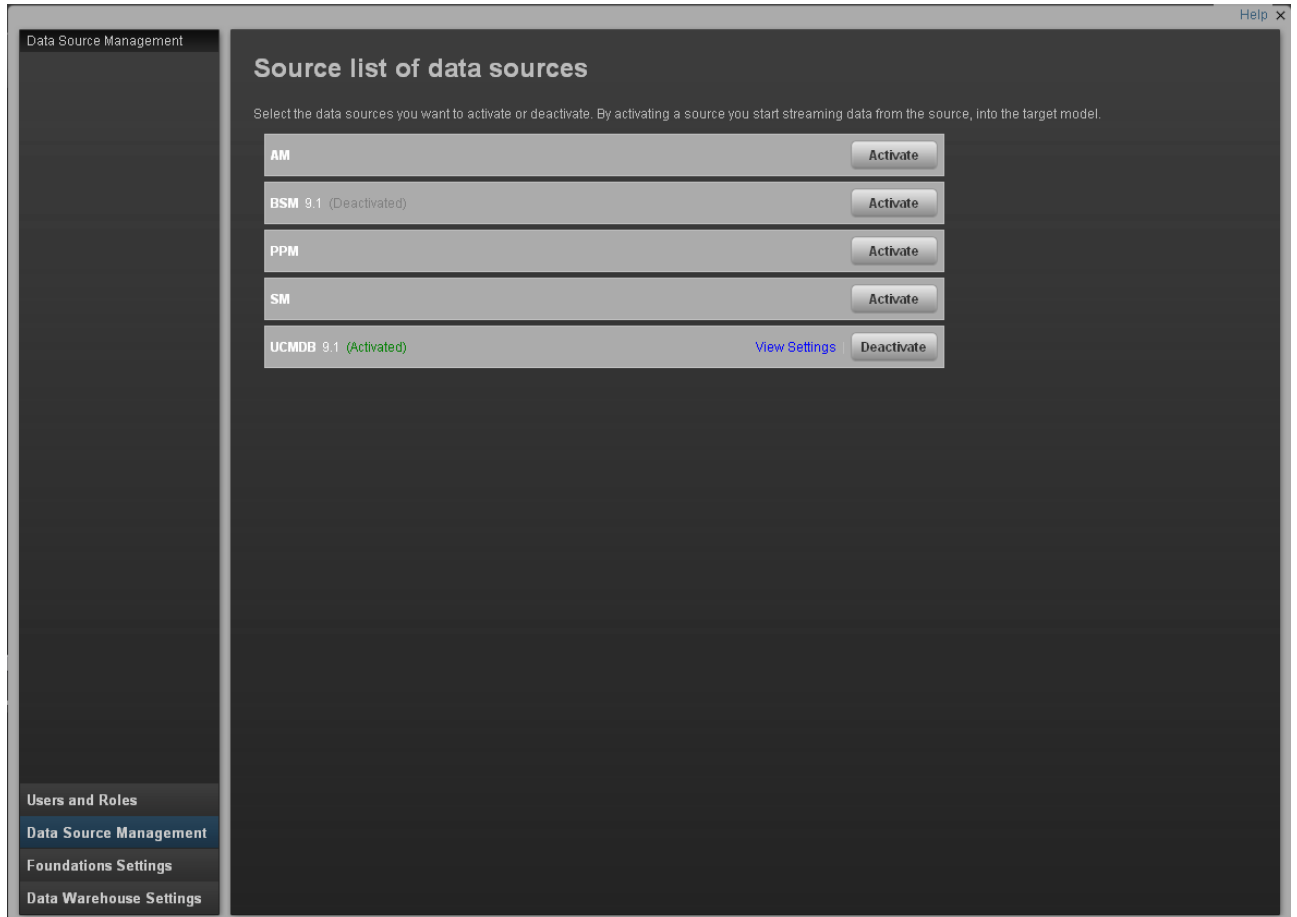 Help
Data Source Management
Source list of data sources
Select the data sources you want to activate or deactivate. By activating a source you start streaming data from the source, into the target model.
AM Activate
BSM 9.1 (Deactivated) Activate
PPM Activate
SM Activate
UCMDB 9.1 (Activated) View Settings Deactivate
Users and Roles
Data Source Management
Foundations Settings
Data Warehouse Settings